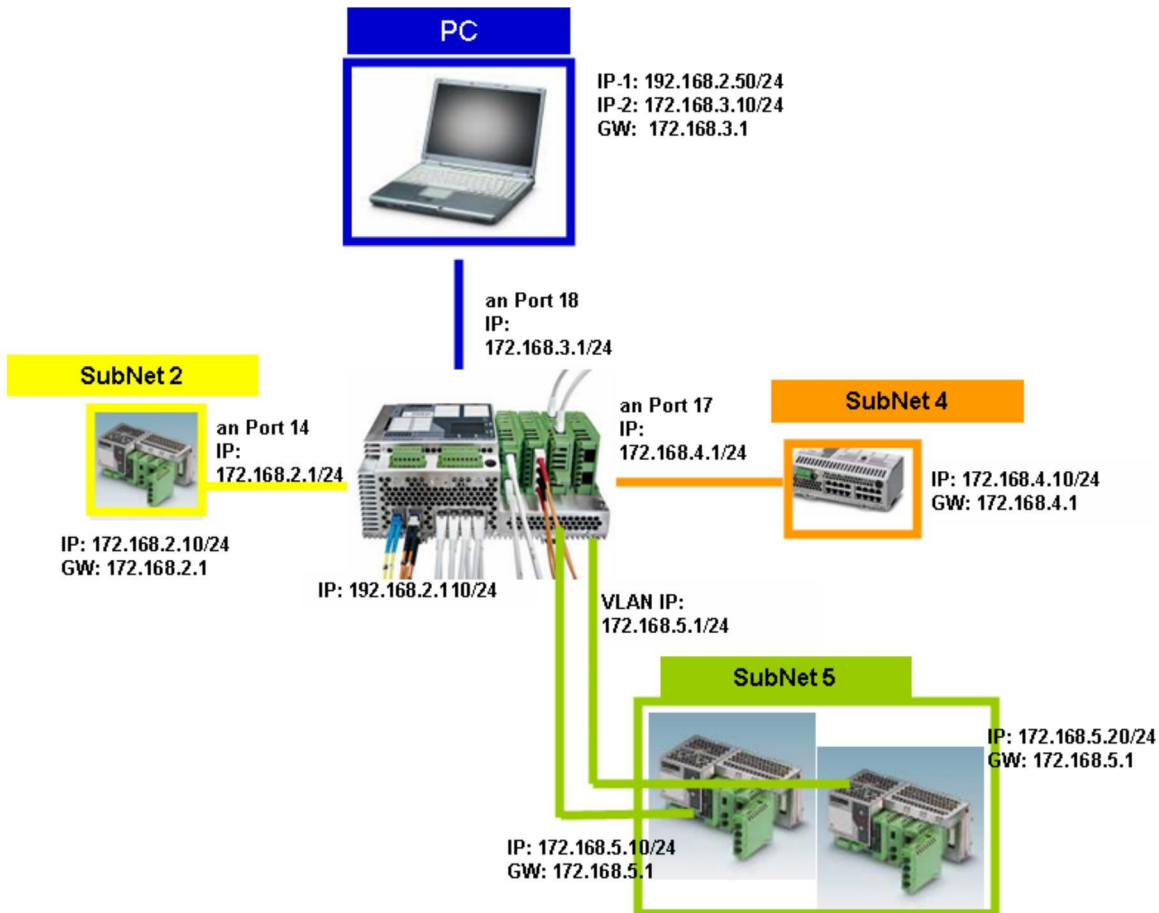 PC
IP-1: 192.168.2.50/24
IP-2: 172.168.3.10/24
GW:  172.168.3.1
an Port 18
IP:
172.168.3.1/24
SubNet 2
an Port 14
IP:
172.168.2.1/24
IP: 172.168.2.10/24
GW: 172.168.2.1
an Port 17
IP:
172.168.4.1/24
SubNet 4
IP: 172.168.4.10/24
GW: 172.168.4.1
IP: 192.168.2.110/24
VLAN IP:
172.168.5.1/24
SubNet 5
IP: 172.168.5.20/24
GW: 172.168.5.1
IP: 172.168.5.10/24
GW: 172.168.5.1